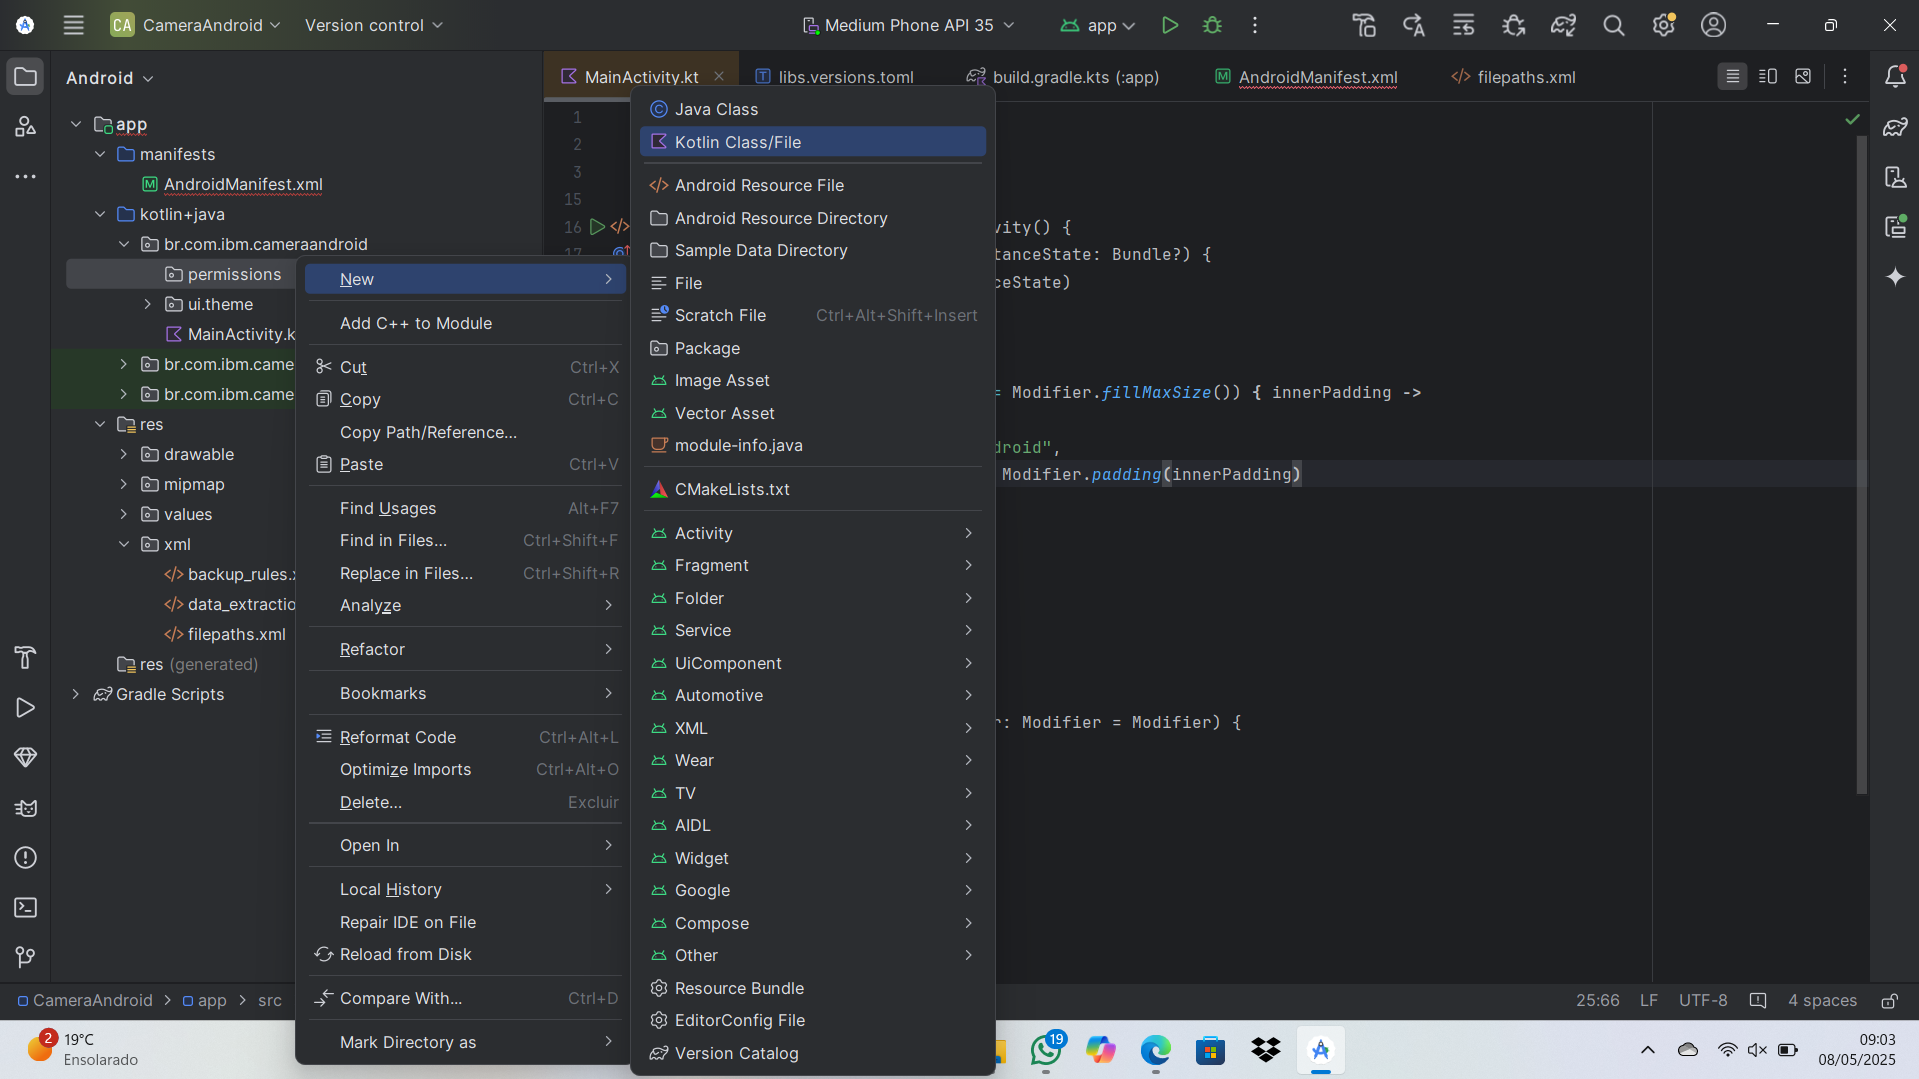 CA CameraAndroid Version control Medium Phone API 35 app
Android
MainActivity.kt libs.versions.toml build.gradle.kts (:app) AndroidManifest.xml filepaths.xml
app
manifests
AndroidManifest.xml
kotlin+java
br.com.ibm.cameraandroid
permissions
ui.theme
MainActivity.k
br.com.ibm.came
br.com.ibm.came
res
drawable
mipmap
values
xml
backup_rules.x
data_extractio
filepaths.xml
res (generated)
Gradle Scripts
New
Add C++ to Module
Cut Ctrl+X
Copy Ctrl+C
Copy Path/Reference...
Paste Ctrl+V
Find Usages Alt+F7
Find in Files... Ctrl+Shift+F
Replace in Files... Ctrl+Shift+R
Analyze
Refactor
Bookmarks
Reformat Code Ctrl+Alt+L
Optimize Imports Ctrl+Alt+O
Delete... Excluir
Open In
Local History
Repair IDE on File
Reload from Disk
Compare With... Ctrl+D
Mark Directory as
Java Class
Kotlin Class/File
Android Resource File
Android Resource Directory
Sample Data Directory
File
Scratch File Ctrl+Alt+Shift+Insert
Package
Image Asset
Vector Asset
module-info.java
CMakeLists.txt
Activity
Fragment
Folder
Service
UiComponent
Automotive
XML
Wear
TV
AIDL
Widget
Google
Compose
Other
Resource Bundle
EditorConfig File
Version Catalog
1
2
3
15
16
17
vity() {
tanceState: Bundle?) {
ceState)
= Modifier.fillMaxSize()) { innerPadding ->
droid",
Modifier.padding(innerPadding)
r: Modifier = Modifier) {
CameraAndroid > app > src
25:66 LF UTF-8 4 spaces
2
19°C
Ensolarado
19
09:03
08/05/2025